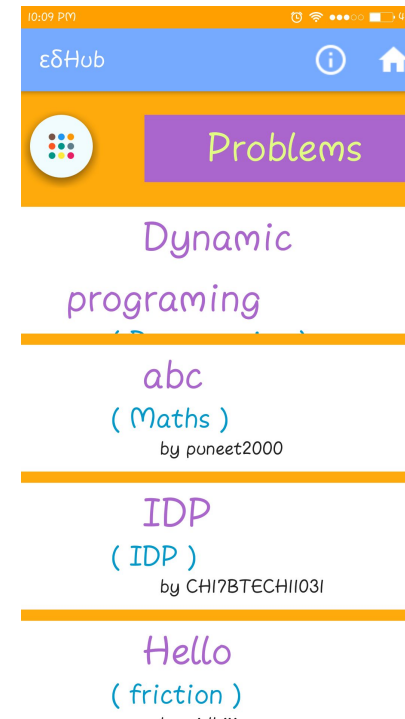 10:09 PM
εδHub
Problems
Dynamic
programing
abc
( Maths )
by puneet2000
IDP
( IDP )
by CH17BTECH11031
Hello
( friction )